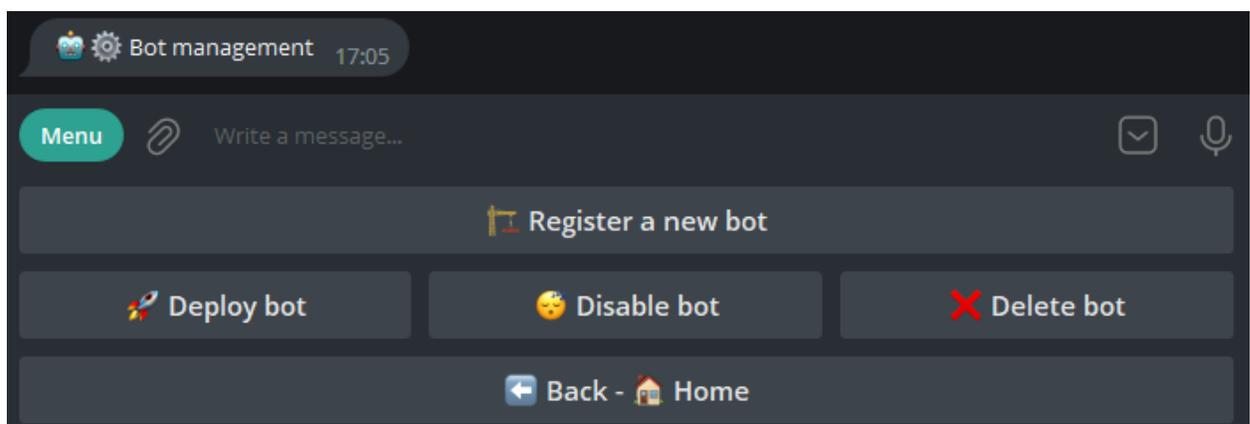 🤖⚙️ Bot management 17:05
Menu Write a message...
🏗️ Register a new bot
🚀 Deploy bot 😴 Disable bot ❌ Delete bot
⬅️ Back - 🏠 Home